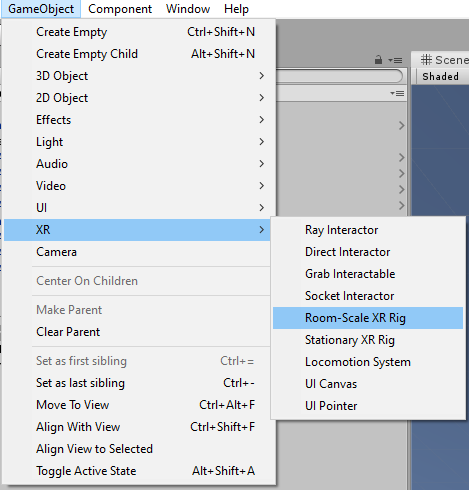 GameObject Component Window Help
Create Empty Ctrl+Shift+N
Create Empty Child Alt+Shift+N
3D Object
2D Object
Effects
Light
Audio
Video
UI
XR
Camera
Center On Children
Make Parent
Clear Parent
Set as first sibling Ctrl+=
Set as last sibling Ctrl+-
Move To View Ctrl+Alt+F
Align With View Ctrl+Shift+F
Align View to Selected
Toggle Active State Alt+Shift+A
Ray Interactor
Direct Interactor
Grab Interactable
Socket Interactor
Room-Scale XR Rig
Stationary XR Rig
Locomotion System
UI Canvas
UI Pointer
Scene
Shaded